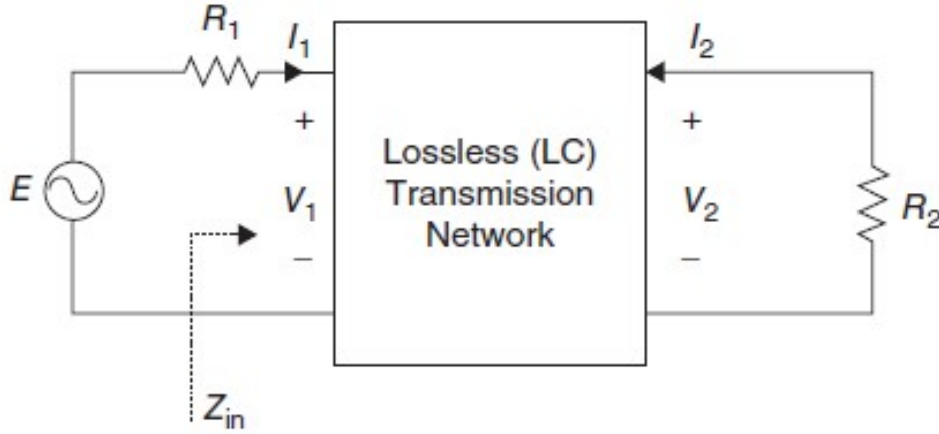 R1
I1
I2
+
+
Lossless (LC)
Transmission
Network
E
V1
V2
R2
−
−
Zin